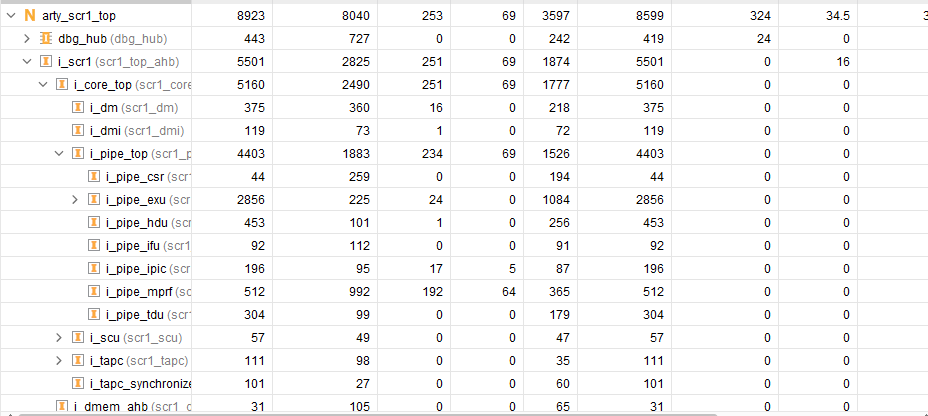 arty_scr1_top 8923 8040 253 69 3597 8599 324 34.5 3
dbg_hub (dbg_hub) 443 727 0 0 242 419 24 0
i_scr1 (scr1_top_ahb) 5501 2825 251 69 1874 5501 0 16
i_core_top (scr1_core 5160 2490 251 69 1777 5160 0 0
i_dm (scr1_dm) 375 360 16 0 218 375 0 0
i_dmi (scr1_dmi) 119 73 1 0 72 119 0 0
i_pipe_top (scr1_p 4403 1883 234 69 1526 4403 0 0
i_pipe_csr (scr1 44 259 0 0 194 44 0 0
i_pipe_exu (scr 2856 225 24 0 1084 2856 0 0
i_pipe_hdu (scr 453 101 1 0 256 453 0 0
i_pipe_ifu (scr1 92 112 0 0 91 92 0 0
i_pipe_ipic (scr 196 95 17 5 87 196 0 0
i_pipe_mprf (sc 512 992 192 64 365 512 0 0
i_pipe_tdu (scr1 304 99 0 0 179 304 0 0
i_scu (scr1_scu) 57 49 0 0 47 57 0 0
i_tapc (scr1_tapc) 111 98 0 0 35 111 0 0
i_tapc_synchronize 101 27 0 0 60 101 0 0
i_dmem_ahb (scr1_d 31 105 0 0 65 31 0 0